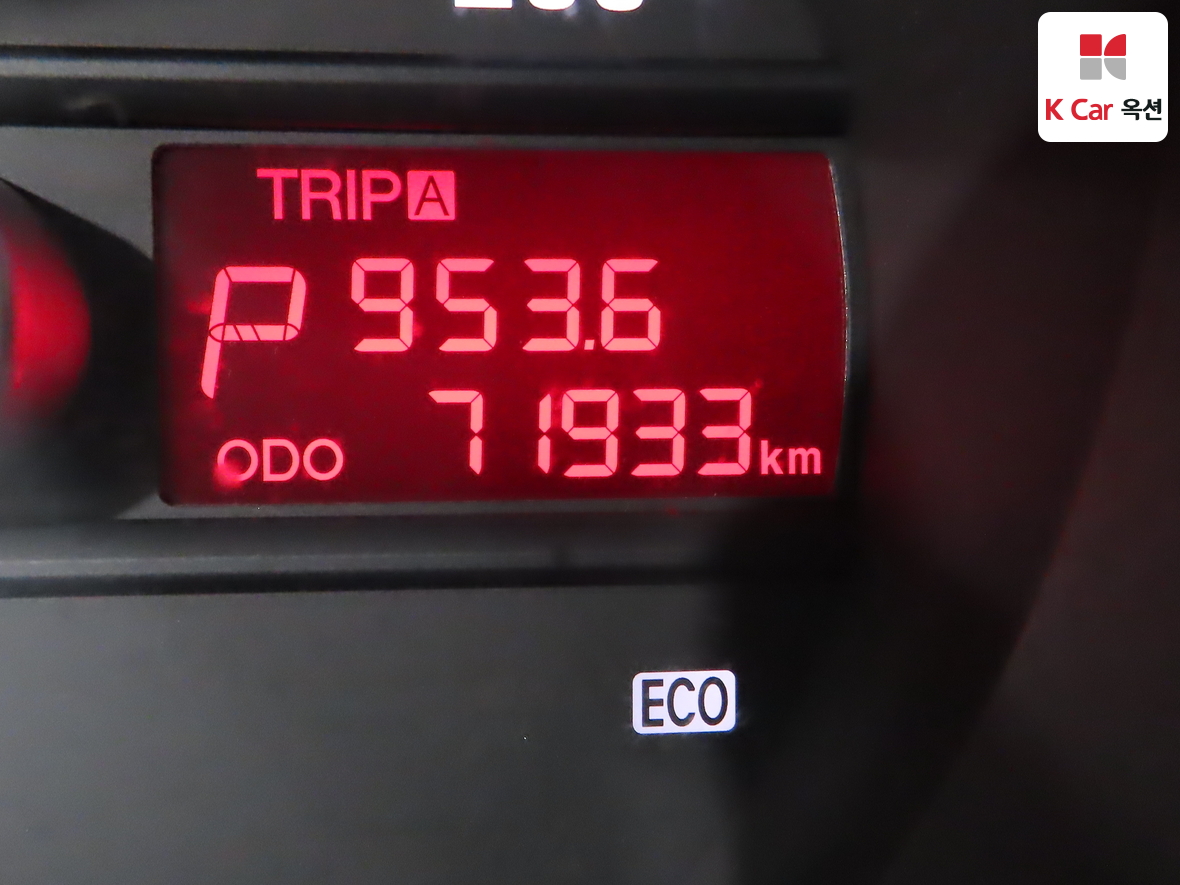 K Car 옥션
TRIP A
P 953.6
ODO 71933 km
ECO